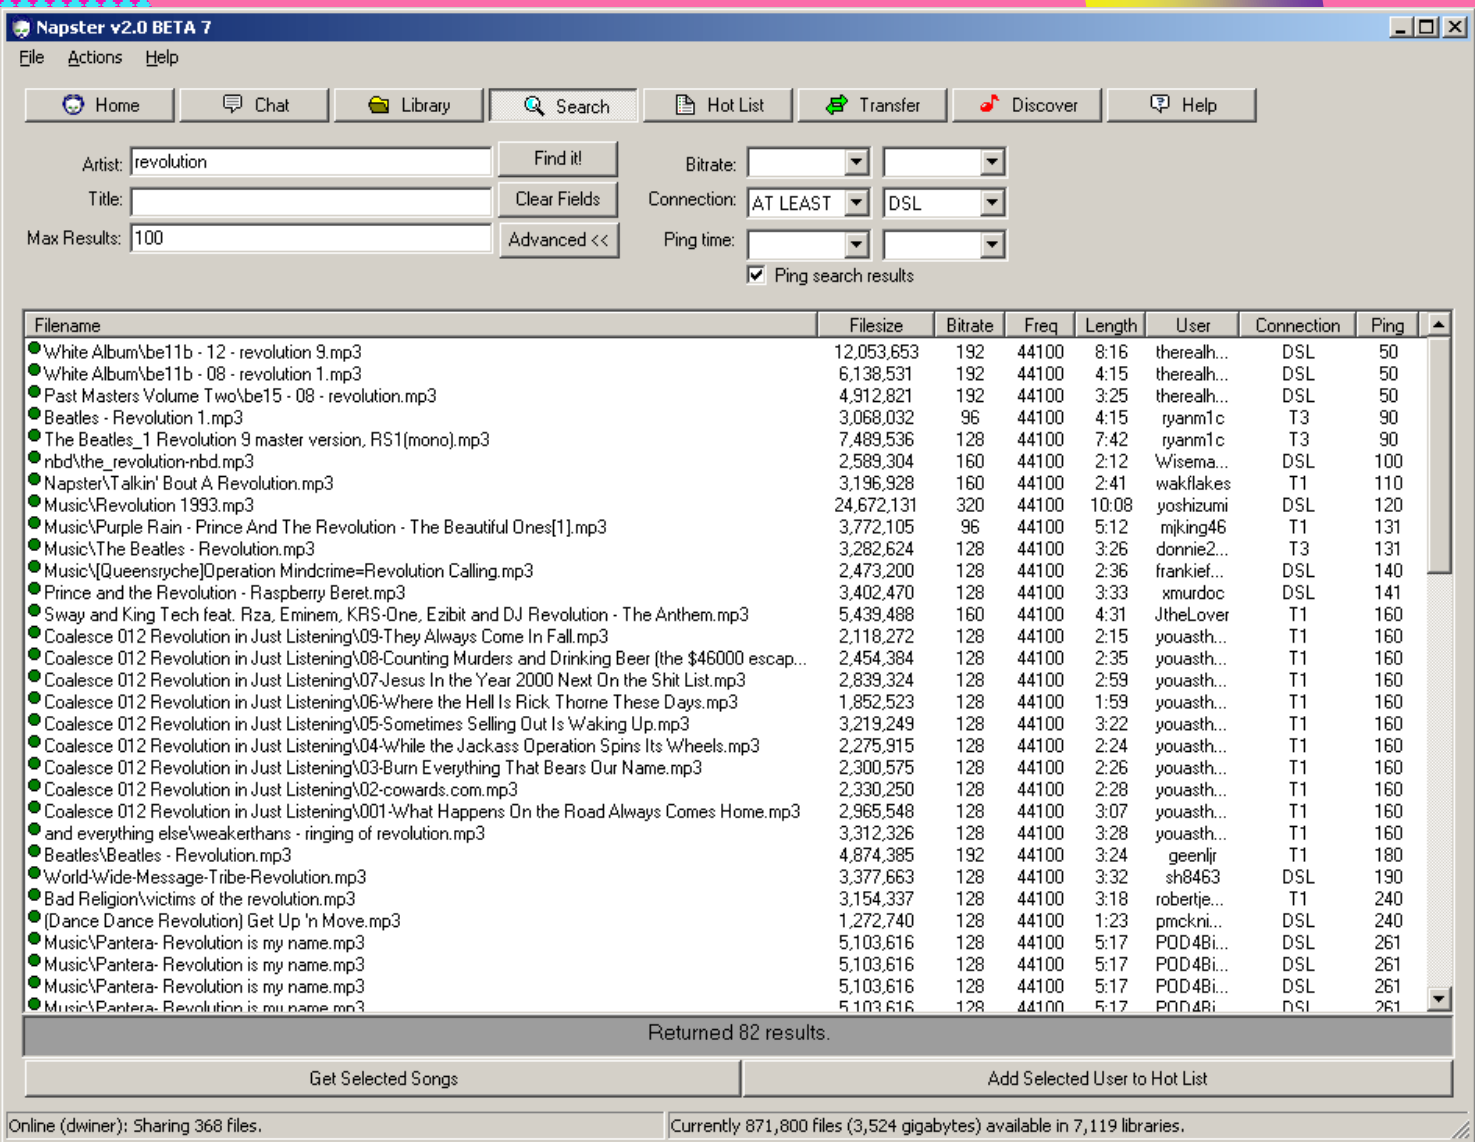 Napster v2.0 BETA 7
File Actions Help
Home Chat Library Search Hot List Transfer Discover Help
Artist: revolution Find it! Bitrate:
Title: Clear Fields Connection: AT LEAST DSL
Max Results: 100 Advanced << Ping time:
Ping search results
Filename Filesize Bitrate Freq Length User Connection Ping
White Album\be11b - 12 - revolution 9.mp3 12,053,653 192 44100 8:16 therealh... DSL 50
White Album\be11b - 08 - revolution 1.mp3 6,138,531 192 44100 4:15 therealh... DSL 50
Past Masters Volume Two\be15 - 08 - revolution.mp3 4,912,821 192 44100 3:25 therealh... DSL 50
Beatles - Revolution 1.mp3 3,068,032 96 44100 4:15 ryanm1c T3 90
The Beatles_1 Revolution 9 master version, RS1(mono).mp3 7,489,536 128 44100 7:42 ryanm1c T3 90
nbd\the_revolution-nbd.mp3 2,589,304 160 44100 2:12 Wisema... DSL 100
Napster\Talkin' Bout A Revolution.mp3 3,196,928 160 44100 2:41 wakflakes T1 110
Music\Revolution 1993.mp3 24,672,131 320 44100 10:08 yoshizumi DSL 120
Music\Purple Rain - Prince And The Revolution - The Beautiful Ones[1].mp3 3,772,105 96 44100 5:12 mjking46 T1 131
Music\The Beatles - Revolution.mp3 3,282,624 128 44100 3:26 donnie2... T3 131
Music\[Queensryche]Operation Mindcrime=Revolution Calling.mp3 2,473,200 128 44100 2:36 frankief... DSL 140
Prince and the Revolution - Raspberry Beret.mp3 3,402,470 128 44100 3:33 xmurdoc DSL 141
Sway and King Tech feat. Rza, Eminem, KRS-One, Ezibit and DJ Revolution - The Anthem.mp3 5,439,488 160 44100 4:31 JtheLover T1 160
Coalesce 012 Revolution in Just Listening\09-They Always Come In Fall.mp3 2,118,272 128 44100 2:15 youasth... T1 160
Coalesce 012 Revolution in Just Listening\08-Counting Murders and Drinking Beer (the $46000 escap... 2,454,384 128 44100 2:35 youasth... T1 160
Coalesce 012 Revolution in Just Listening\07-Jesus In the Year 2000 Next On the Shit List.mp3 2,839,324 128 44100 2:59 youasth... T1 160
Coalesce 012 Revolution in Just Listening\06-Where the Hell Is Rick Thorne These Days.mp3 1,852,523 128 44100 1:59 youasth... T1 160
Coalesce 012 Revolution in Just Listening\05-Sometimes Selling Out Is Waking Up.mp3 3,219,249 128 44100 3:22 youasth... T1 160
Coalesce 012 Revolution in Just Listening\04-While the Jackass Operation Spins Its Wheels.mp3 2,275,915 128 44100 2:24 youasth... T1 160
Coalesce 012 Revolution in Just Listening\03-Burn Everything That Bears Our Name.mp3 2,300,575 128 44100 2:26 youasth... T1 160
Coalesce 012 Revolution in Just Listening\02-cowards.com.mp3 2,330,250 128 44100 2:28 youasth... T1 160
Coalesce 012 Revolution in Just Listening\001-What Happens On the Road Always Comes Home.mp3 2,965,548 128 44100 3:07 youasth... T1 160
and everything else\weakerthans - ringing of revolution.mp3 3,312,326 128 44100 3:28 youasth... T1 160
Beatles\Beatles - Revolution.mp3 4,874,385 192 44100 3:24 geenljr T1 180
World-Wide-Message-Tribe-Revolution.mp3 3,377,663 128 44100 3:32 sh8463 DSL 190
Bad Religion\victims of the revolution.mp3 3,154,337 128 44100 3:18 robertje... T1 240
(Dance Dance Revolution) Get Up 'n Move.mp3 1,272,740 128 44100 1:23 pmckni... DSL 240
Music\Pantera- Revolution is my name.mp3 5,103,616 128 44100 5:17 POD4Bi... DSL 261
Music\Pantera- Revolution is my name.mp3 5,103,616 128 44100 5:17 POD4Bi... DSL 261
Music\Pantera- Revolution is my name.mp3 5,103,616 128 44100 5:17 POD4Bi... DSL 261
Music\Pantera- Revolution is my name.mp3 5,103,616 128 44100 5:17 POD4Bi... DSL 261
Returned 82 results.
Get Selected Songs Add Selected User to Hot List
Online (dwiner): Sharing 368 files. Currently 871,800 files (3,524 gigabytes) available in 7,119 libraries.